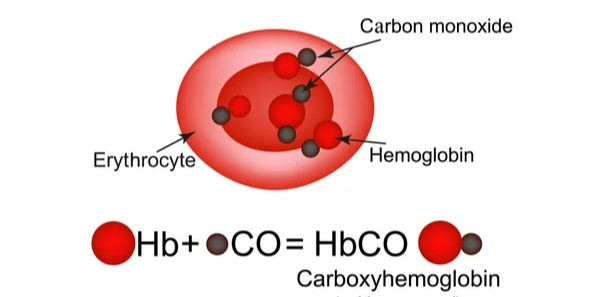 Carbon monoxide
Erythrocyte
Hemoglobin
Hb+ CO= HbCO
Carboxyhemoglobin